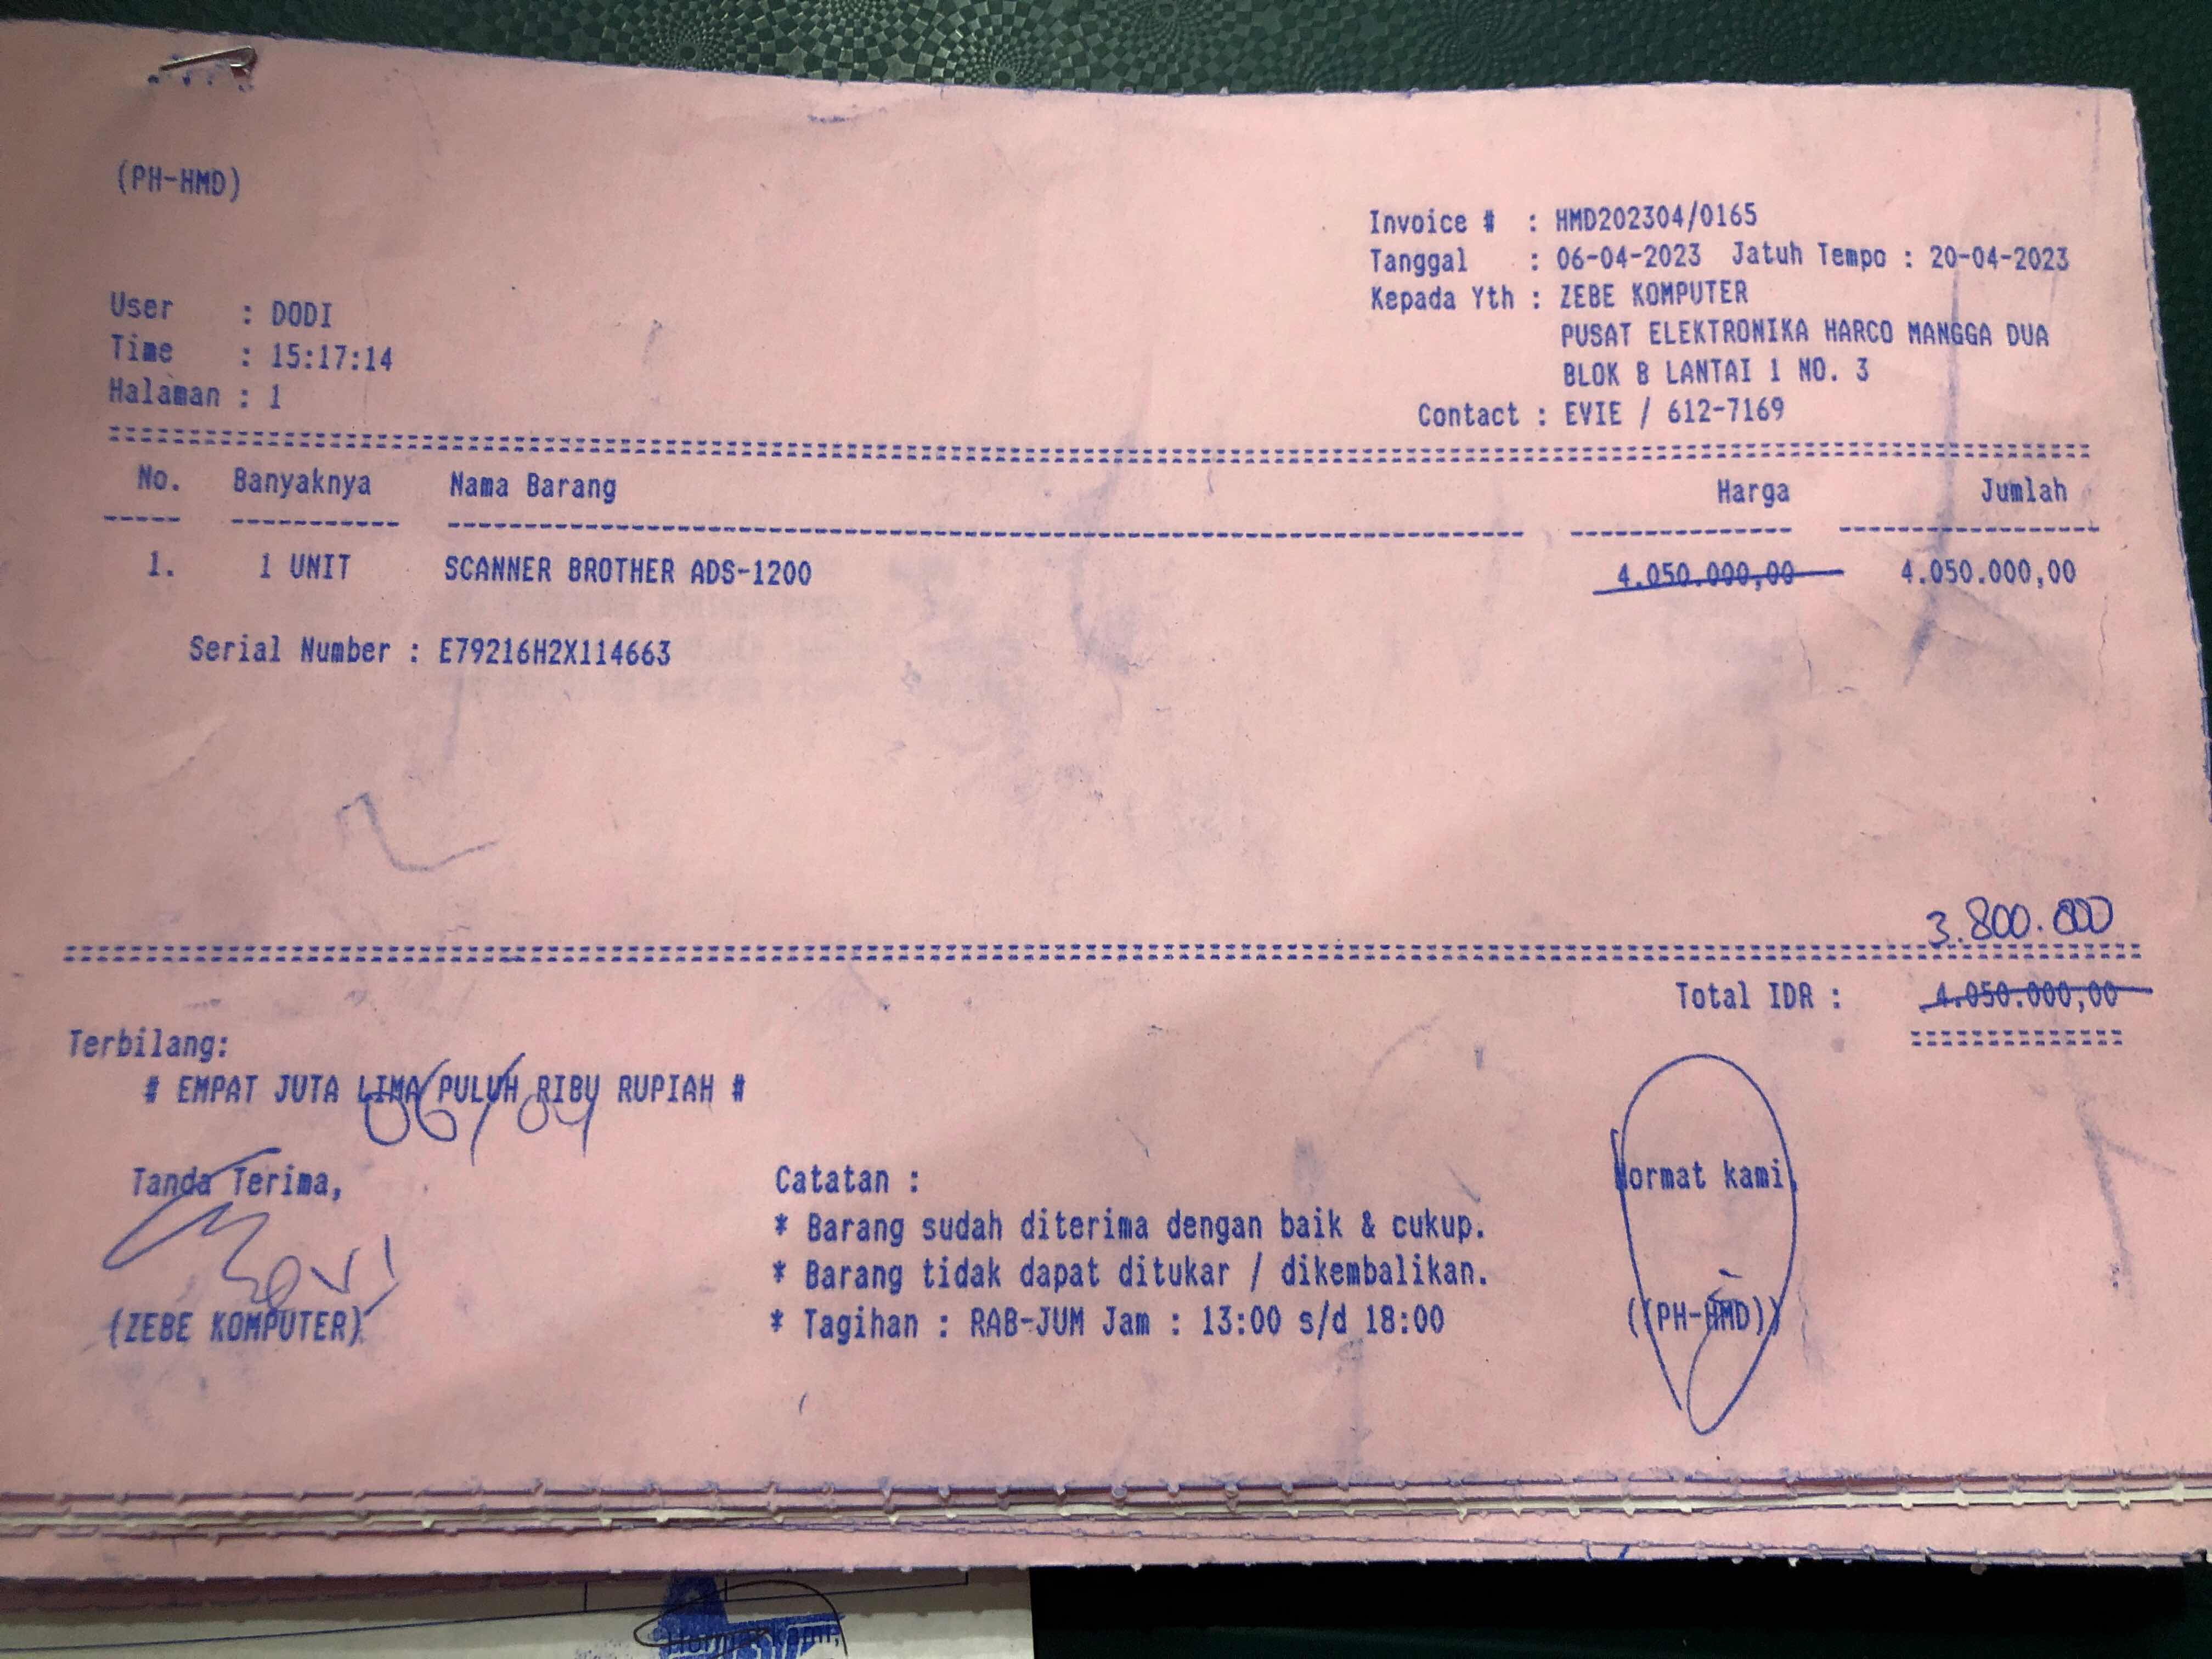 (PH-HMD)
Invoice # : HMD202304/0165
Tanggal : 06-04-2023 Jatuh Tempo : 20-04-2023
Kepada Yth : ZEBE KOMPUTER
PUSAT ELEKTRONIKA HARCO MANGGA DUA
BLOK B LANTAI 1 NO. 3
Contact : EVIE / 612-7169
User : DODI
Time : 15:17:14
Halaman : 1
No. Banyaknya Nama Barang Harga Jumlah
1. 1 UNIT SCANNER BROTHER ADS-1200 4.050.000,00 4.050.000,00
Serial Number : E79216H2X114663
3.800.000
Total IDR : 4.050.000,00
Terbilang:
# EMPAT JUTA LIMA PULUH RIBU RUPIAH #
06/04
Tanda Terima,
(ZEBE KOMPUTER)
Catatan :
* Barang sudah diterima dengan baik & cukup.
* Barang tidak dapat ditukar / dikembalikan.
* Tagihan : RAB-JUM Jam : 13:00 s/d 18:00
Hormat kami,
((PH-HMD))
Hormat kami,